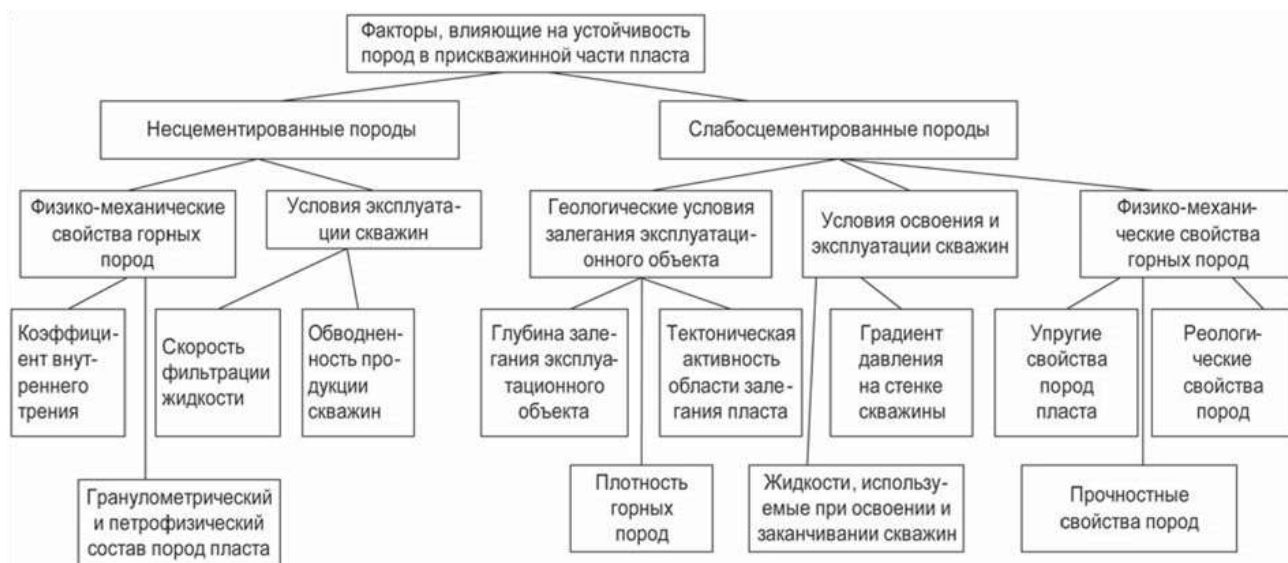 Факторы, влияющие на устойчивость
пород в прискважинной части пласта
Несцементированные породы
Слабосцементированные породы
Физико-механические
свойства горных
пород
Условия эксплуата-
ции скважин
Геологические условия
залегания эксплуатаци-
онного объекта
Условия освоения и
эксплуатации скважин
Физико-механи-
ческие свойства
горных пород
Коэффици-
ент внут-
реннего
трения
Скорость
фильтрации
жидкости
Обводнен-
ность про-
дукции
скважин
Глубина зале-
гания эксплуа-
тационного
объекта
Тектоническая
активность
области зале-
гания пласта
Градиент
давления
на стенке
скважины
Упругие
свойства
пород
пласта
Реологи-
ческие
свойства
пород
Гранулометрический
и петрофизический
состав пород пласта
Плотность
горных
пород
Жидкости, использу-
емые при освоении и
заканчивании скважин
Прочностные
свойства пород